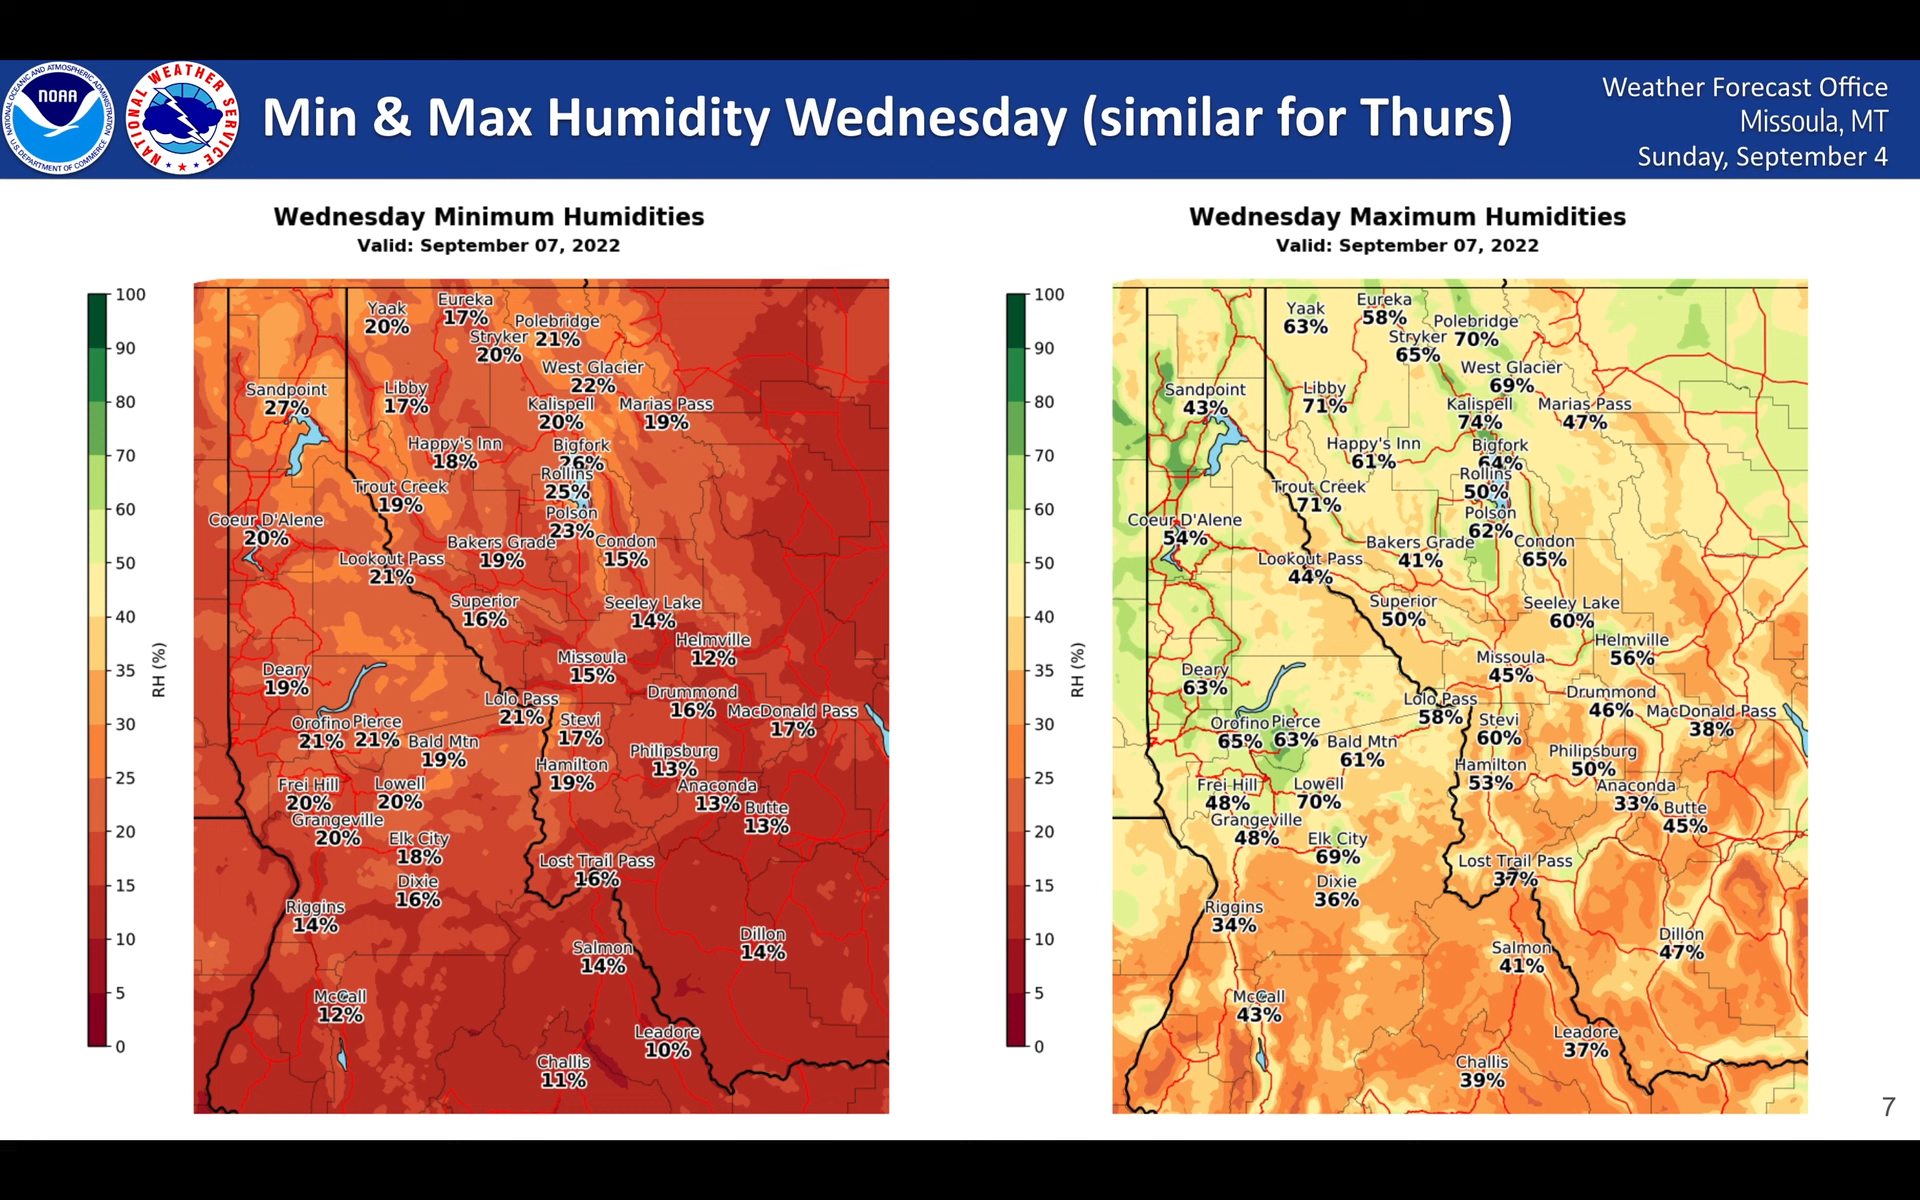 NATIONAL OCEANIC AND ATMOSPHERIC ADMINISTRATION
NOAA
U.S. DEPARTMENT OF COMMERCE
NATIONAL WEATHER SERVICE
Min & Max Humidity Wednesday (similar for Thurs)
Weather Forecast Office
Missoula, MT
Sunday, September 4
Wednesday Minimum Humidities
Valid: September 07, 2022
100
90
80
70
60
50
40
35
30
25
20
15
10
5
0
RH (%)
Yaak
20%
Eureka
17%
Polebridge
21%
Stryker
20%
West Glacier
22%
Sandpoint
27%
Libby
17%
Kalispell
20%
Marias Pass
19%
Happy's Inn
18%
Bigfork
26%
Rollins
25%
Trout Creek
19%
Polson
23%
Coeur D'Alene
20%
Bakers Grade
19%
Condon
15%
Lookout Pass
21%
Superior
16%
Seeley Lake
14%
Helmville
12%
Missoula
15%
Deary
19%
Lolo Pass
21%
Drummond
16%
MacDonald Pass
17%
Orofino
21%
Pierce
21%
Stevi
17%
Bald Mtn
19%
Philipsburg
13%
Hamilton
19%
Frei Hill
20%
Lowell
20%
Anaconda
13%
Butte
13%
Grangeville
20%
Elk City
18%
Lost Trail Pass
16%
Dixie
16%
Riggins
14%
Dillon
14%
Salmon
14%
McCall
12%
Leadore
10%
Challis
11%
Wednesday Maximum Humidities
Valid: September 07, 2022
100
90
80
70
60
50
40
35
30
25
20
15
10
5
0
RH (%)
Yaak
63%
Eureka
58%
Polebridge
70%
Stryker
65%
West Glacier
69%
Sandpoint
43%
Libby
71%
Kalispell
74%
Marias Pass
47%
Happy's Inn
61%
Bigfork
64%
Rollins
50%
Trout Creek
71%
Polson
62%
Coeur D'Alene
54%
Bakers Grade
41%
Condon
65%
Lookout Pass
44%
Superior
50%
Seeley Lake
60%
Helmville
56%
Missoula
45%
Deary
63%
Lolo Pass
58%
Drummond
46%
MacDonald Pass
38%
Orofino
65%
Pierce
63%
Stevi
60%
Bald Mtn
61%
Philipsburg
50%
Hamilton
53%
Frei Hill
48%
Lowell
70%
Anaconda
33%
Butte
45%
Grangeville
48%
Elk City
69%
Lost Trail Pass
37%
Dixie
36%
Riggins
34%
Dillon
47%
Salmon
41%
McCall
43%
Leadore
37%
Challis
39%
7